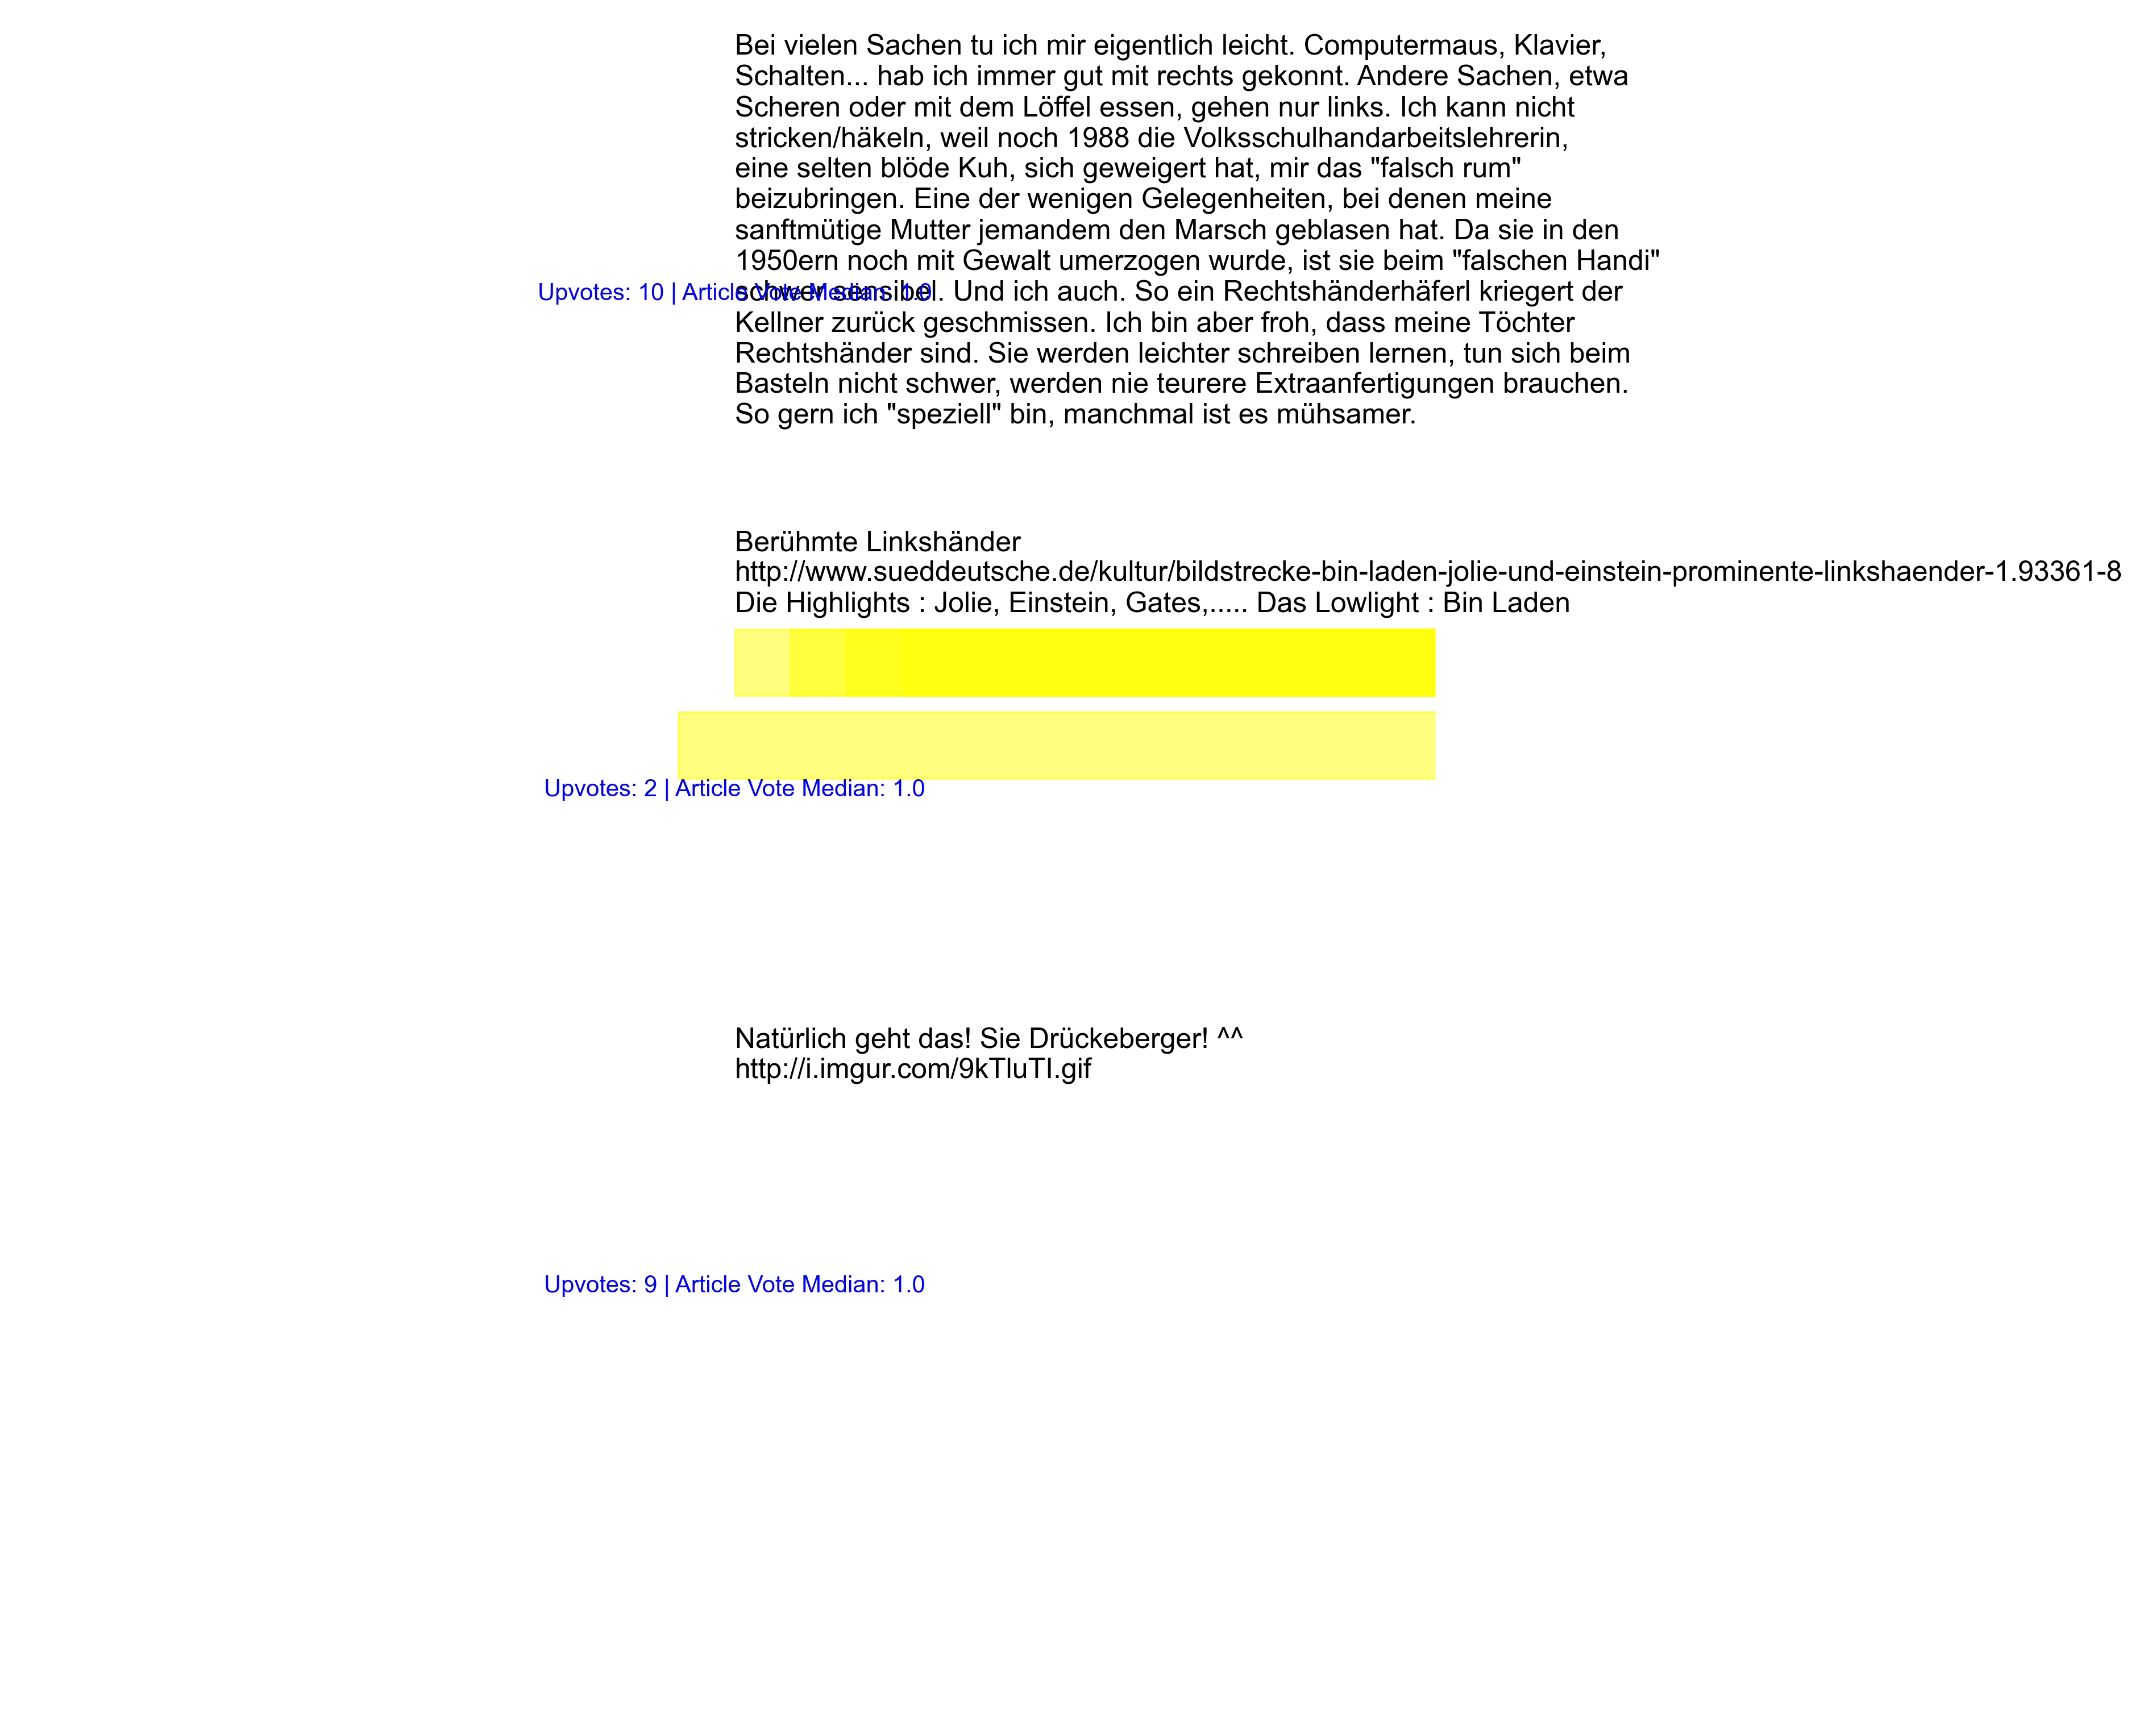 Bei vielen Sachen tu ich mir eigentlich leicht. Computermaus, Klavier,
Schalten... hab ich immer gut mit rechts gekonnt. Andere Sachen, etwa
Scheren oder mit dem Löffel essen, gehen nur links. Ich kann nicht
stricken/häkeln, weil noch 1988 die Volksschulhandarbeitslehrerin,
eine selten blöde Kuh, sich geweigert hat, mir das "falsch rum"
beizubringen. Eine der wenigen Gelegenheiten, bei denen meine
sanftmütige Mutter jemandem den Marsch geblasen hat. Da sie in den
1950ern noch mit Gewalt umerzogen wurde, ist sie beim "falschen Handi"
schwer sensibel. Und ich auch. So ein Rechtshänderhäferl kriegert der
Upvotes: 10 | Article Vote Median: 1.0
Kellner zurück geschmissen. Ich bin aber froh, dass meine Töchter
Rechtshänder sind. Sie werden leichter schreiben lernen, tun sich beim
Basteln nicht schwer, werden nie teurere Extraanfertigungen brauchen.
So gern ich "speziell" bin, manchmal ist es mühsamer.
Berühmte Linkshänder
http://www.sueddeutsche.de/kultur/bildstrecke-bin-laden-jolie-und-einstein-prominente-linkshaender-1.93361-8
Die Highlights : Jolie, Einstein, Gates,..... Das Lowlight : Bin Laden
Upvotes: 2 | Article Vote Median: 1.0
Natürlich geht das! Sie Drückeberger! ^^
http://i.imgur.com/9kTluTI.gif
Upvotes: 9 | Article Vote Median: 1.0